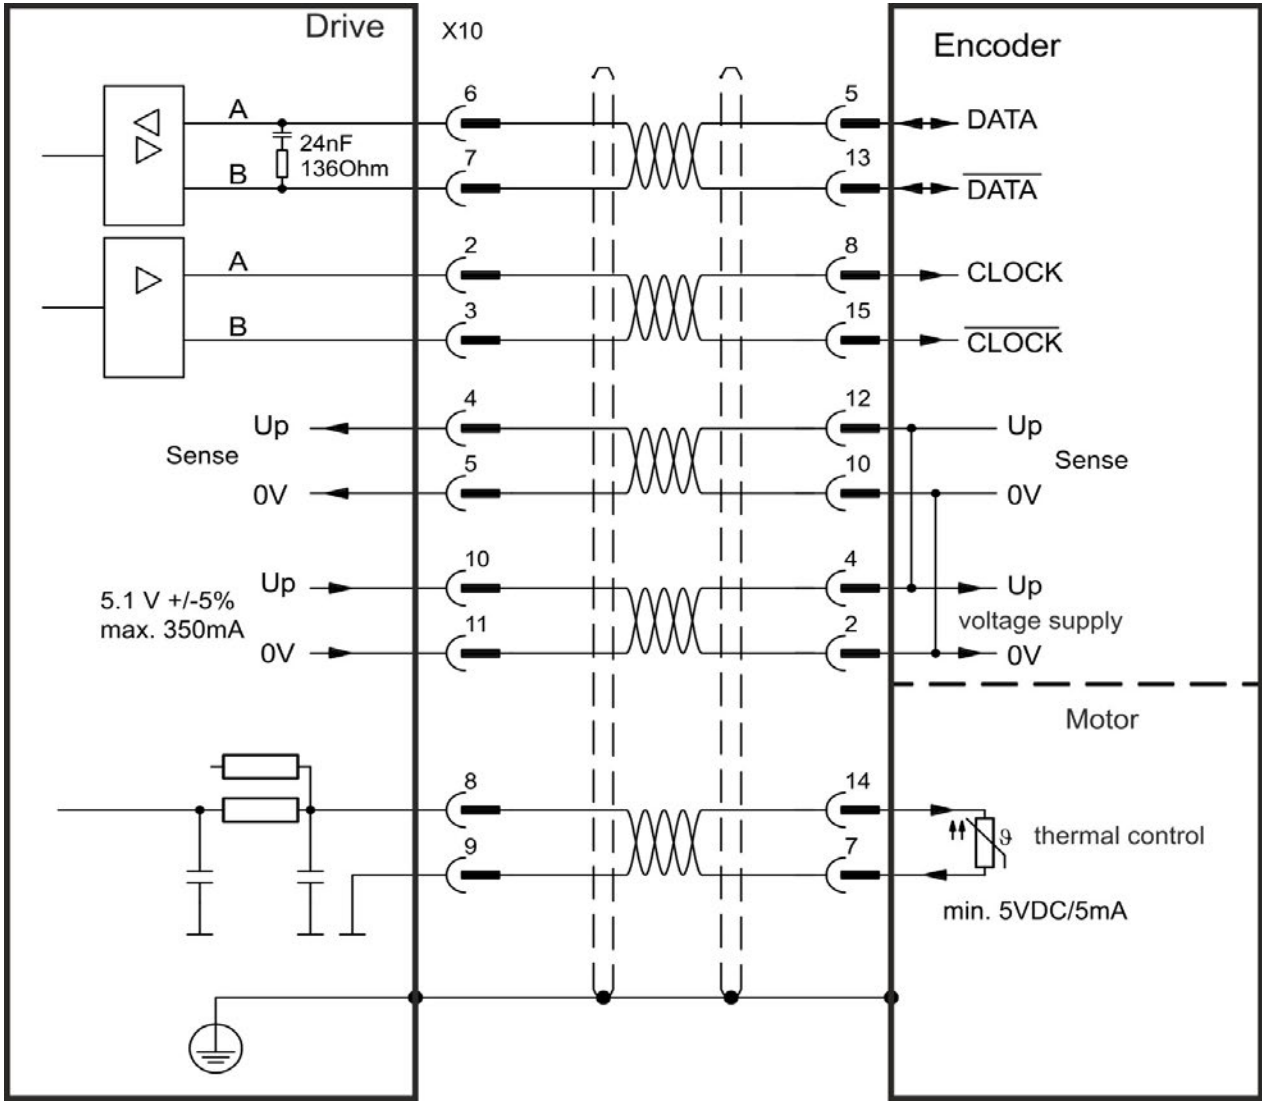 Drive
X10
Encoder
A
6
5
DATA
24nF
136Ohm
B
7
13
DATA
A
2
8
CLOCK
B
3
15
CLOCK
Up
4
12
Up
Sense
Sense
0V
5
10
0V
5.1 V +/-5%
max. 350mA
Up
10
4
Up
voltage supply
0V
11
2
0V
Motor
8
14
ϑ thermal control
9
7
min. 5VDC/5mA